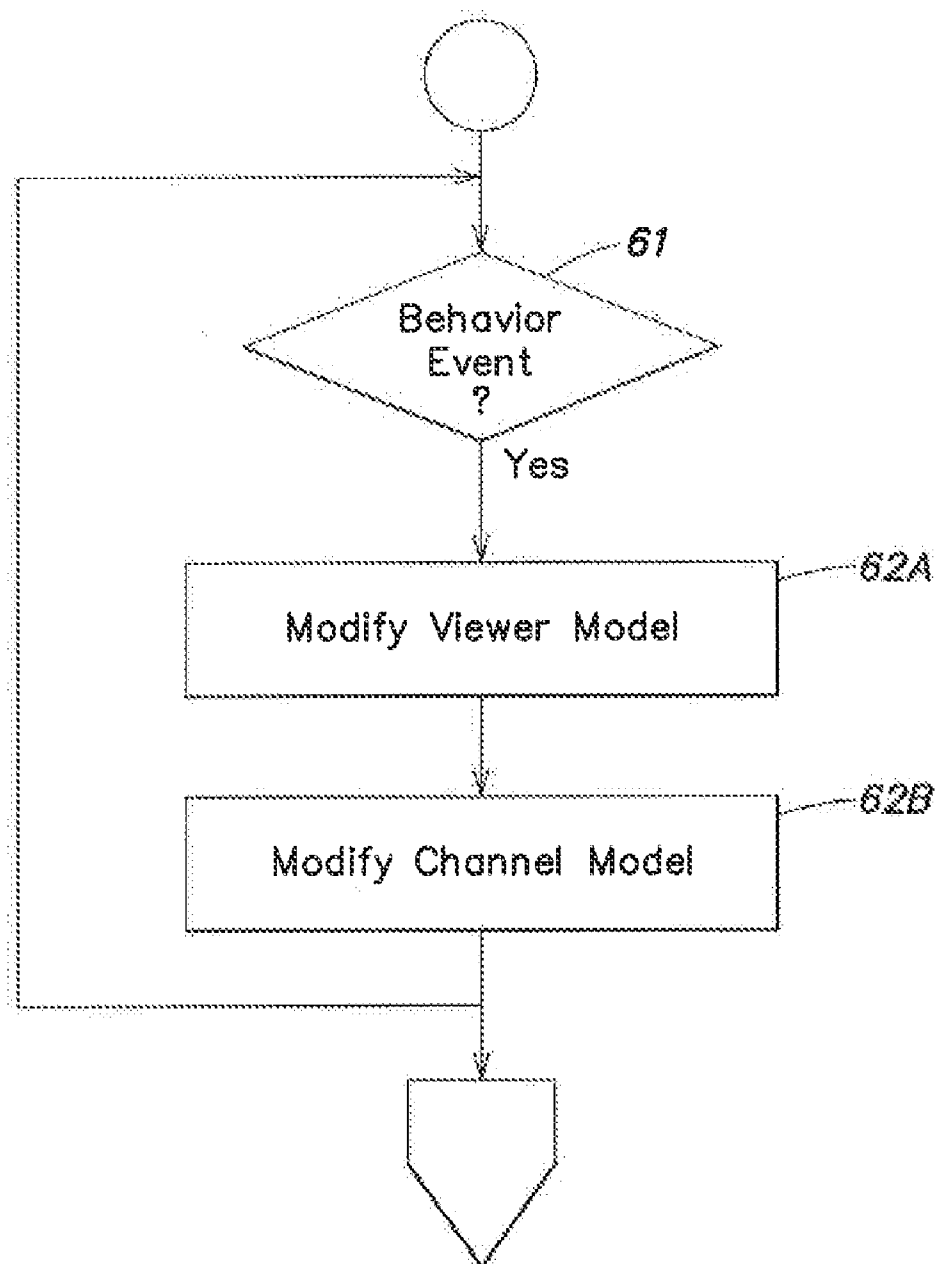 61
Behavior
Event
?
Yes
62A
Modify Viewer Model
62B
Modify Channel Model